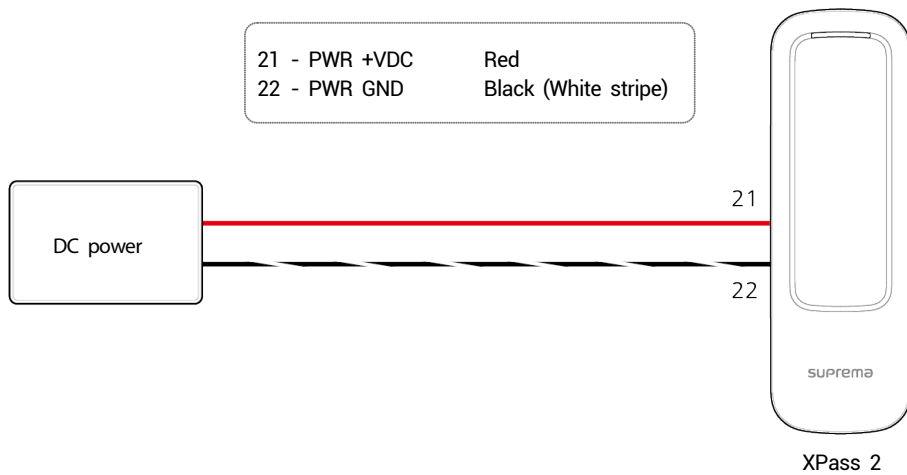 21 - PWR +VDC Red
22 - PWR GND Black (White stripe)
21
DC power
22
suprema
XPass 2